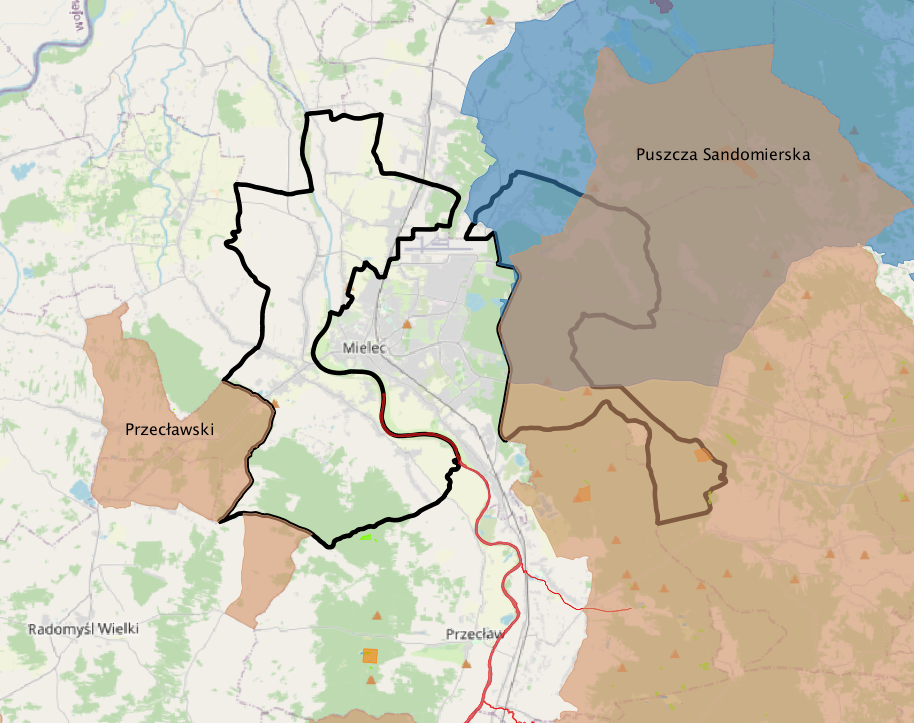 Puszcza Sandomierska
Mielec
Przecławski
Radomyśl Wielki
Przecław